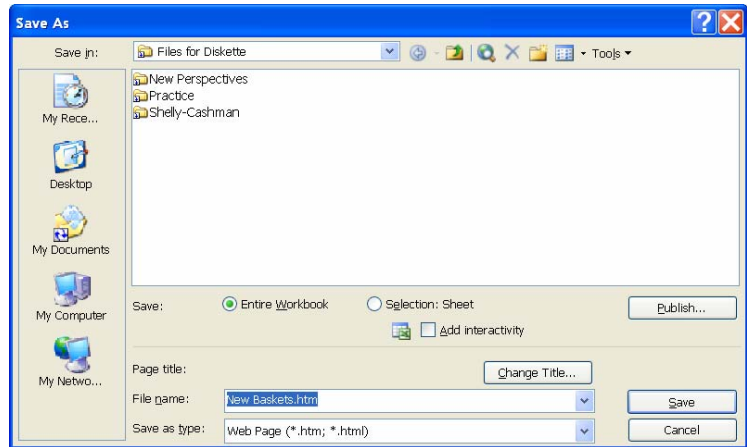 Save As
Save in: Files for Diskette Tools
New Perspectives
Practice
Shelly-Cashman
My Rece...
Desktop
My Documents
My Computer
My Netwo...
Save: Entire Workbook Selection: Sheet Publish...
Add interactivity
Page title: Change Title...
File name: New Baskets.htm Save
Save as type: Web Page (*.htm; *.html) Cancel